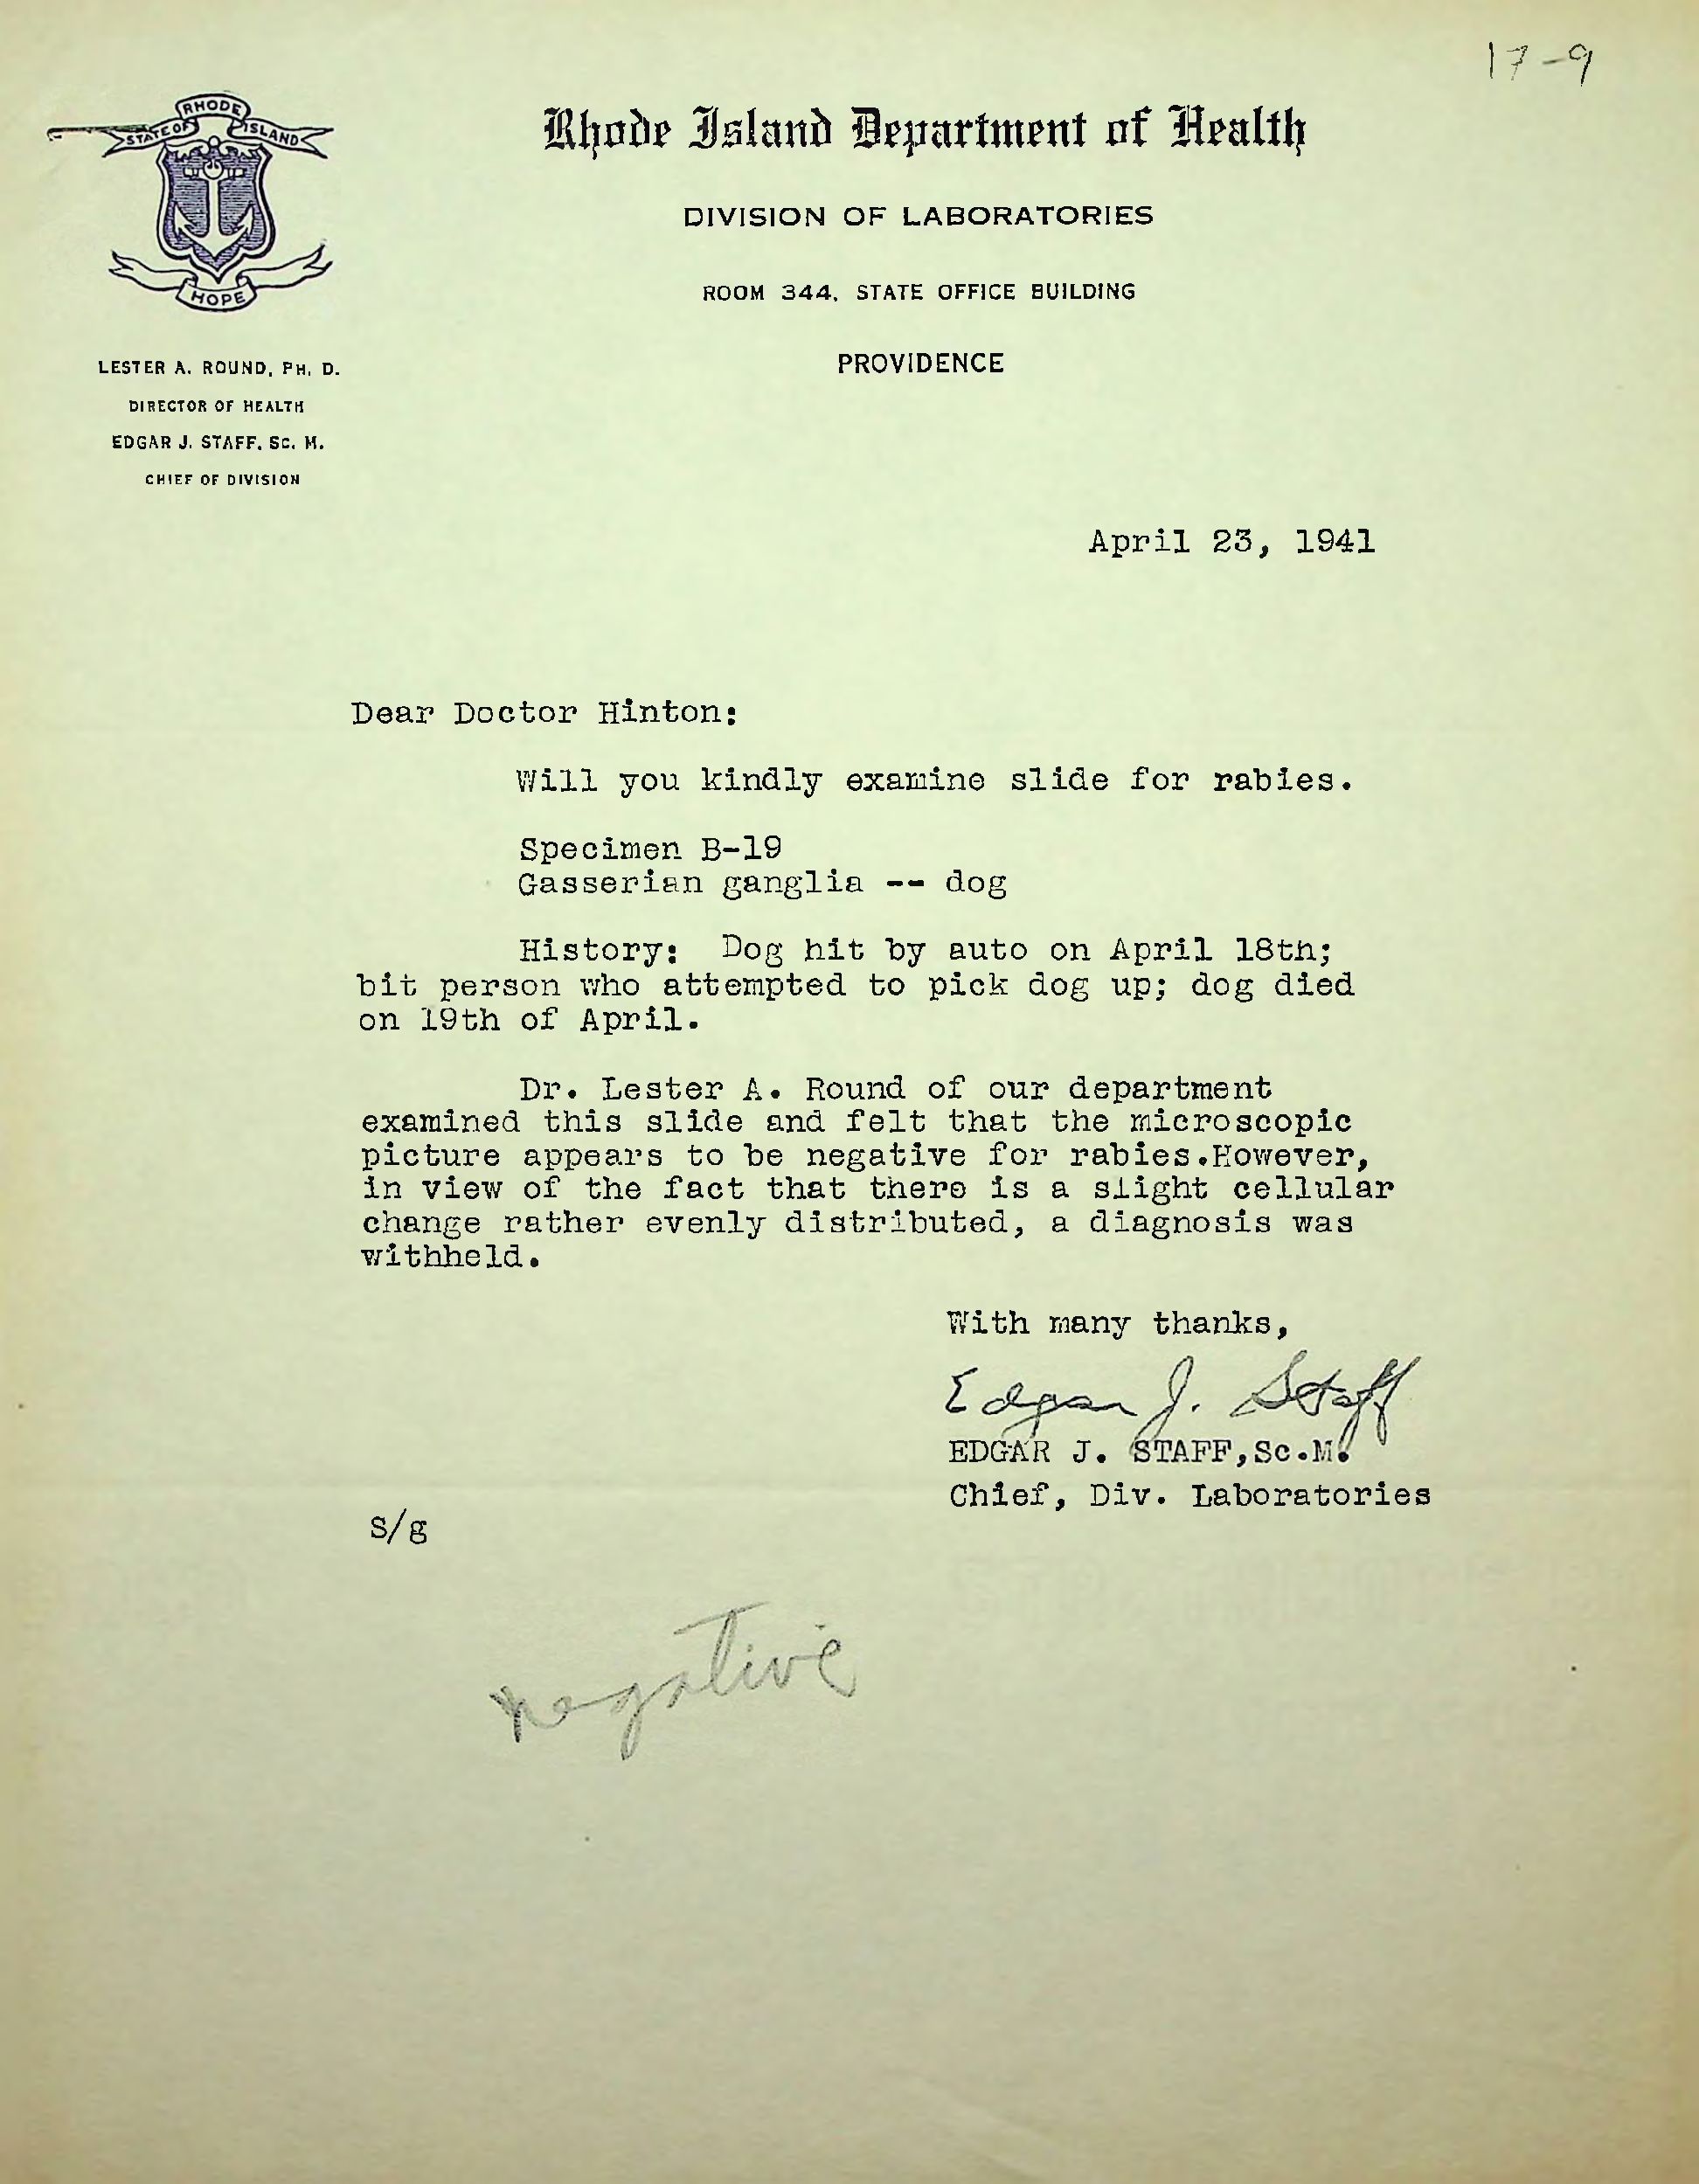 17-9
STATE OF RHODE ISLAND
HOPE
Rhode Island Department of Health
DIVISION OF LABORATORIES
ROOM 344, STATE OFFICE BUILDING
PROVIDENCE
LESTER A. ROUND, PH. D.
DIRECTOR OF HEALTH
EDGAR J. STAFF, SC. M.
CHIEF OF DIVISION
April 23, 1941
Dear Doctor Hinton:
Will you kindly examine slide for rabies.
Specimen B-19
Gasserian ganglia -- dog
History: Dog hit by auto on April 18th;
bit person who attempted to pick dog up; dog died
on 19th of April.
Dr. Lester A. Round of our department
examined this slide and felt that the microscopic
picture appears to be negative for rabies.However,
in view of the fact that there is a slight cellular
change rather evenly distributed, a diagnosis was
withheld.
With many thanks,
Edgar J. Staff
EDGAR J. STAFF,Sc.M.
Chief, Div. Laboratories
S/g
negative